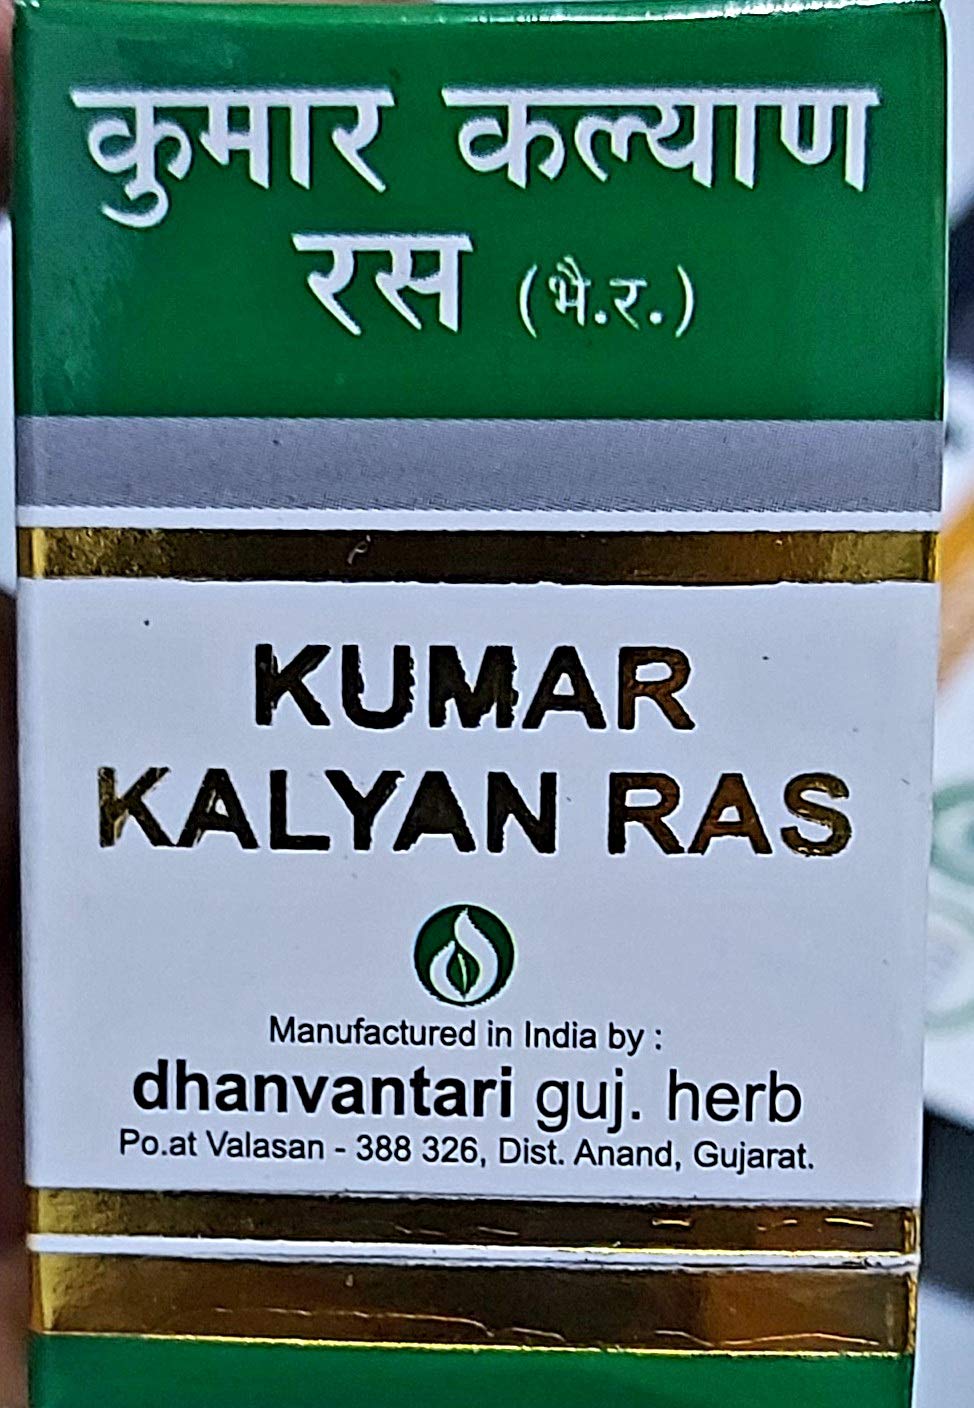 कुमार कल्याण
रस (भै.र.)
KUMAR
KALYAN RAS
Manufactured in India by :
dhanvantari guj. herb
Po.at Valasan - 388 326, Dist. Anand, Gujarat.